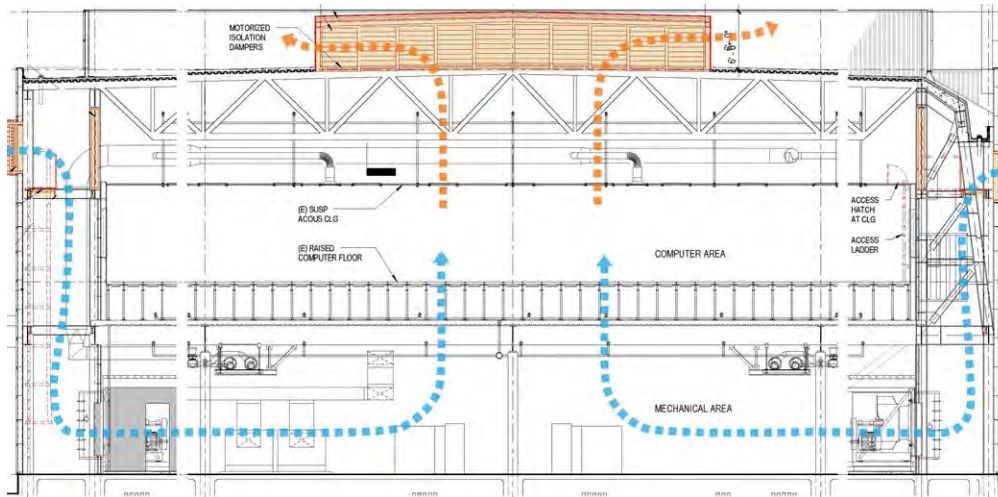 MOTORIZED
ISOLATION
DAMPERS
(E) SUSP
ACOUS CLG
ACCESS
HATCH
AT CLG
ACCESS
LADDER
(E) RAISED
COMPUTER FLOOR
COMPUTER AREA
MECHANICAL AREA